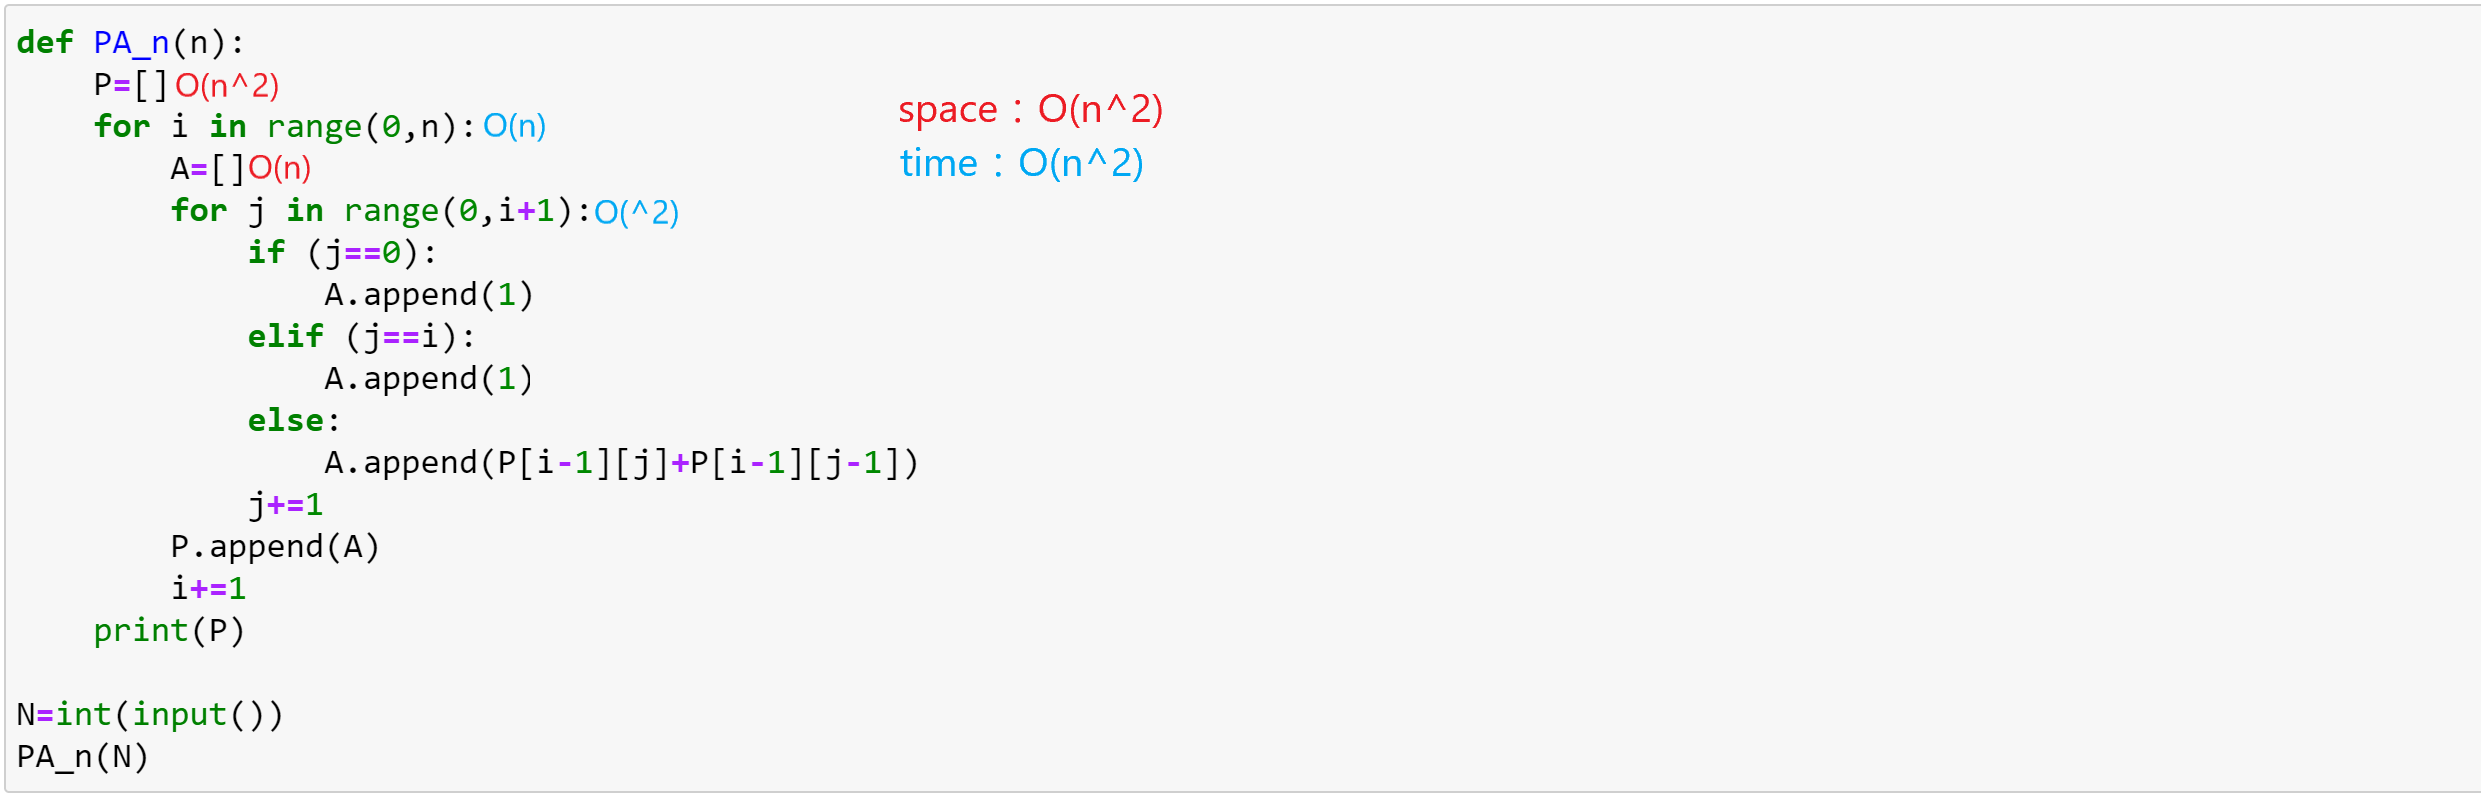 def PA_n(n):
    P=[] O(n^2)
    for i in range(0,n): O(n)
        A=[] O(n)
        for j in range(0,i+1): O(^2)
            if (j==0):
                A.append(1)
            elif (j==i):
                A.append(1)
            else:
                A.append(P[i-1][j]+P[i-1][j-1])
            j+=1
        P.append(A)
        i+=1
    print(P)
N=int(input())
PA_n(N)
space : O(n^2)
time : O(n^2)